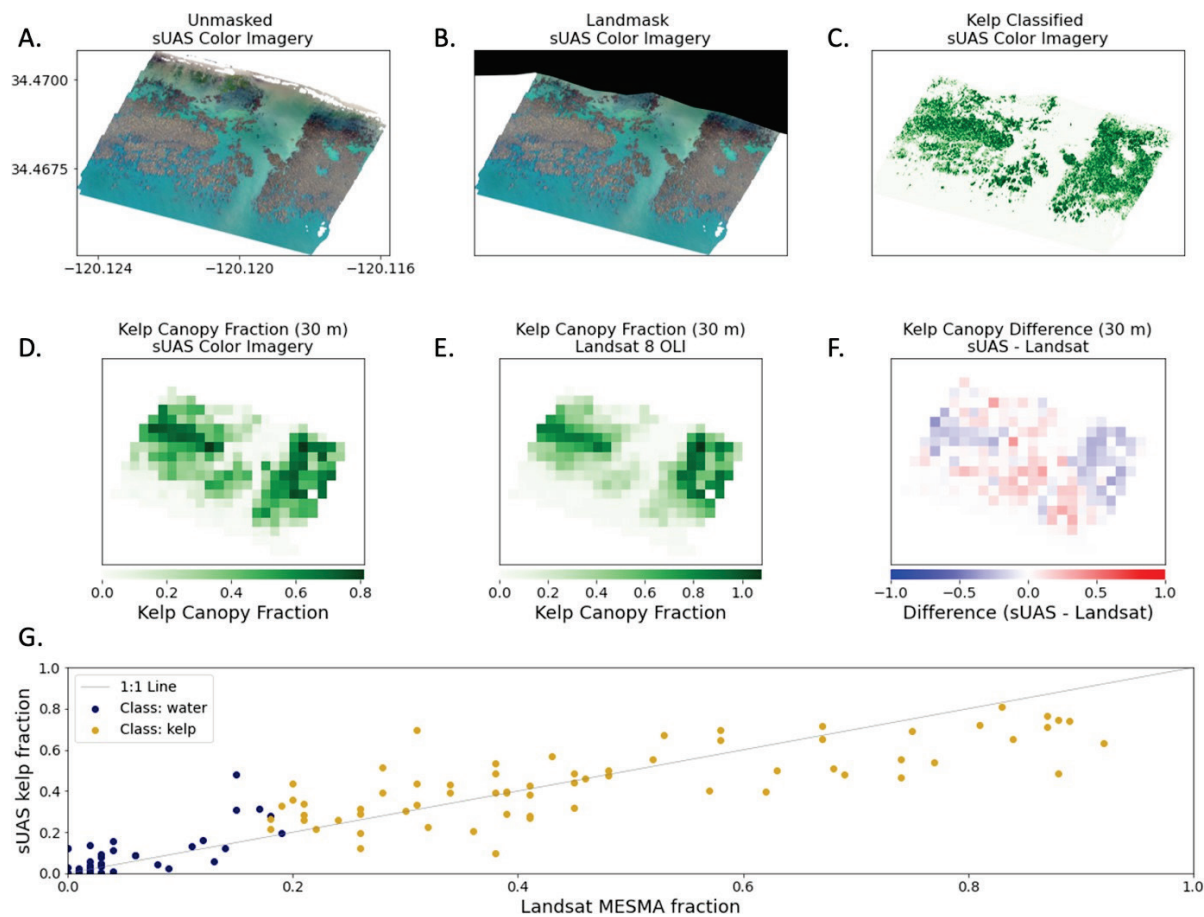 A.
Unmasked
sUAS Color Imagery
34.4700
34.4675
−120.124
−120.120
−120.116
B.
Landmask
sUAS Color Imagery
C.
Kelp Classified
sUAS Color Imagery
D.
Kelp Canopy Fraction (30 m)
sUAS Color Imagery
0.0
0.2
0.4
0.6
0.8
Kelp Canopy Fraction
E.
Kelp Canopy Fraction (30 m)
Landsat 8 OLI
0.0
0.2
0.4
0.6
0.8
1.0
Kelp Canopy Fraction
F.
Kelp Canopy Difference (30 m)
sUAS - Landsat
−1.0
−0.5
0.0
0.5
1.0
Difference (sUAS - Landsat)
G.
sUAS kelp fraction
1.0
0.8
0.6
0.4
0.2
0.0
1:1 Line
Class: water
Class: kelp
0.0
0.2
0.4
0.6
0.8
1.0
Landsat MESMA fraction